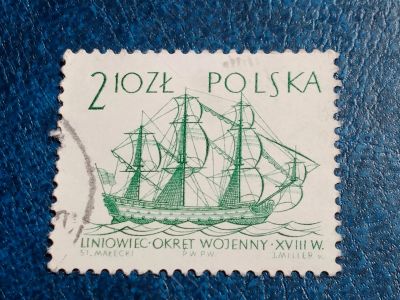 2,10ZŁ POLSKA
LINIOWIEC·OKRĘT WOJENNY·XVIII W.
ST. MAŁECKI PWPW. J. MILLER s.